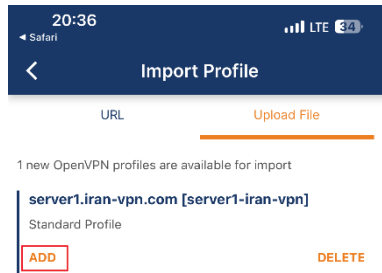 20:36
LTE 34
◄ Safari
Import Profile
URL Upload File
1 new OpenVPN profiles are available for import
server1.iran-vpn.com [server1-iran-vpn]
Standard Profile
ADD DELETE